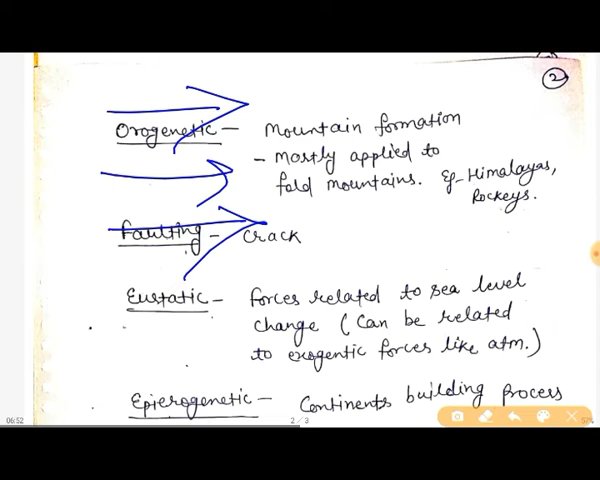 2
Orogenetic - Mountain formation
- Mostly applied to
fold mountains. Eg - Himalayas,
Rockeys.
Faulting - Crack
Eustatic - Forces related to sea level
change (Can be related
to exogentic forces like atm.)
Epierogenetic - Continents building process
06:52
2 / 3